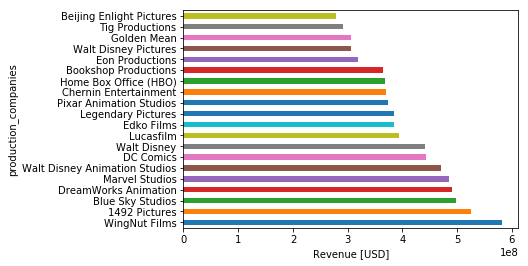 Beijing Enlight Pictures
Tig Productions
Golden Mean
Walt Disney Pictures
Eon Productions
Bookshop Productions
Home Box Office (HBO)
Chernin Entertainment
Pixar Animation Studios
Legendary Pictures
Edko Films
Lucasfilm
Walt Disney
DC Comics
Walt Disney Animation Studios
Marvel Studios
DreamWorks Animation
Blue Sky Studios
1492 Pictures
WingNut Films
production_companies
0 1 2 3 4 5 6
1e8
Revenue [USD]